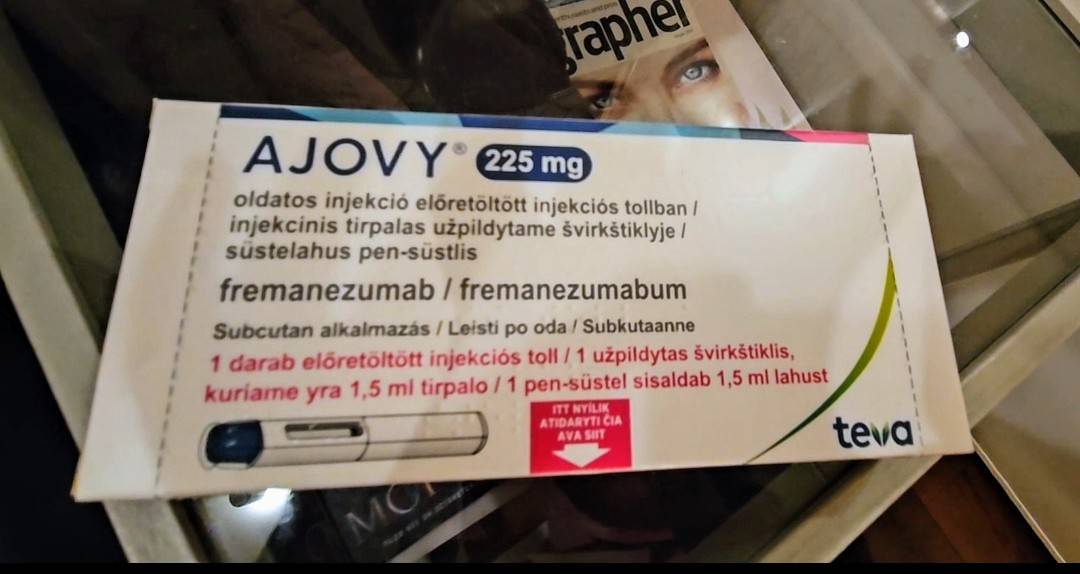 grapher
AJOVY® 225 mg
oldatos injekció előretöltött injekciós tollban /
injekcinis tirpalas užpildytame švirkštiklyje /
süstelahus pen-süstlis
fremanezumab / fremanezumabum
Subcutan alkalmazás / Leisti po oda / Subkutaanne
1 darab előretöltött injekciós toll / 1 užpildytas švirkštiklis,
kuriame yra 1,5 ml tirpalo / 1 pen-süstel sisaldab 1,5 ml lahust
ITT NYÍLIK
ATIDARYTI ČIA
AVA SIIT
teva